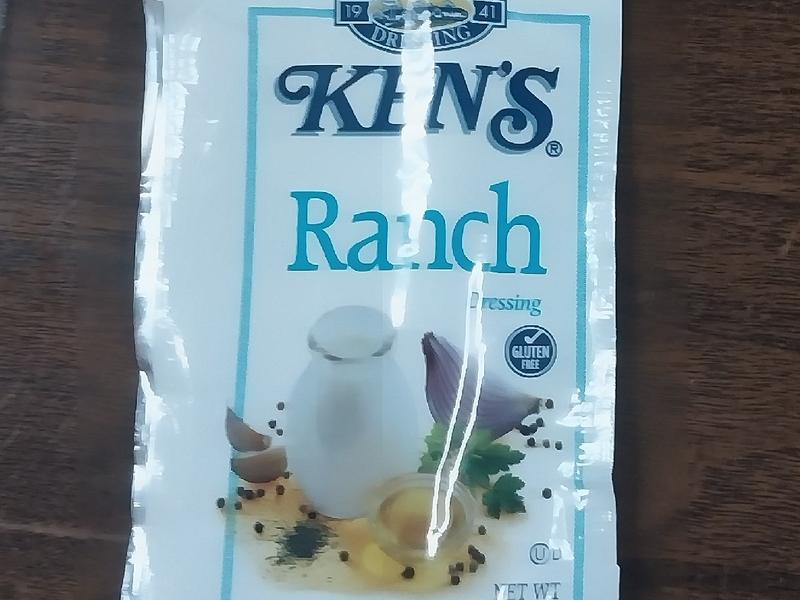 19 41
DRESSING
KEN'S®
Ranch
Dressing
GLUTEN
FREE
Ⓤ D
NET WT